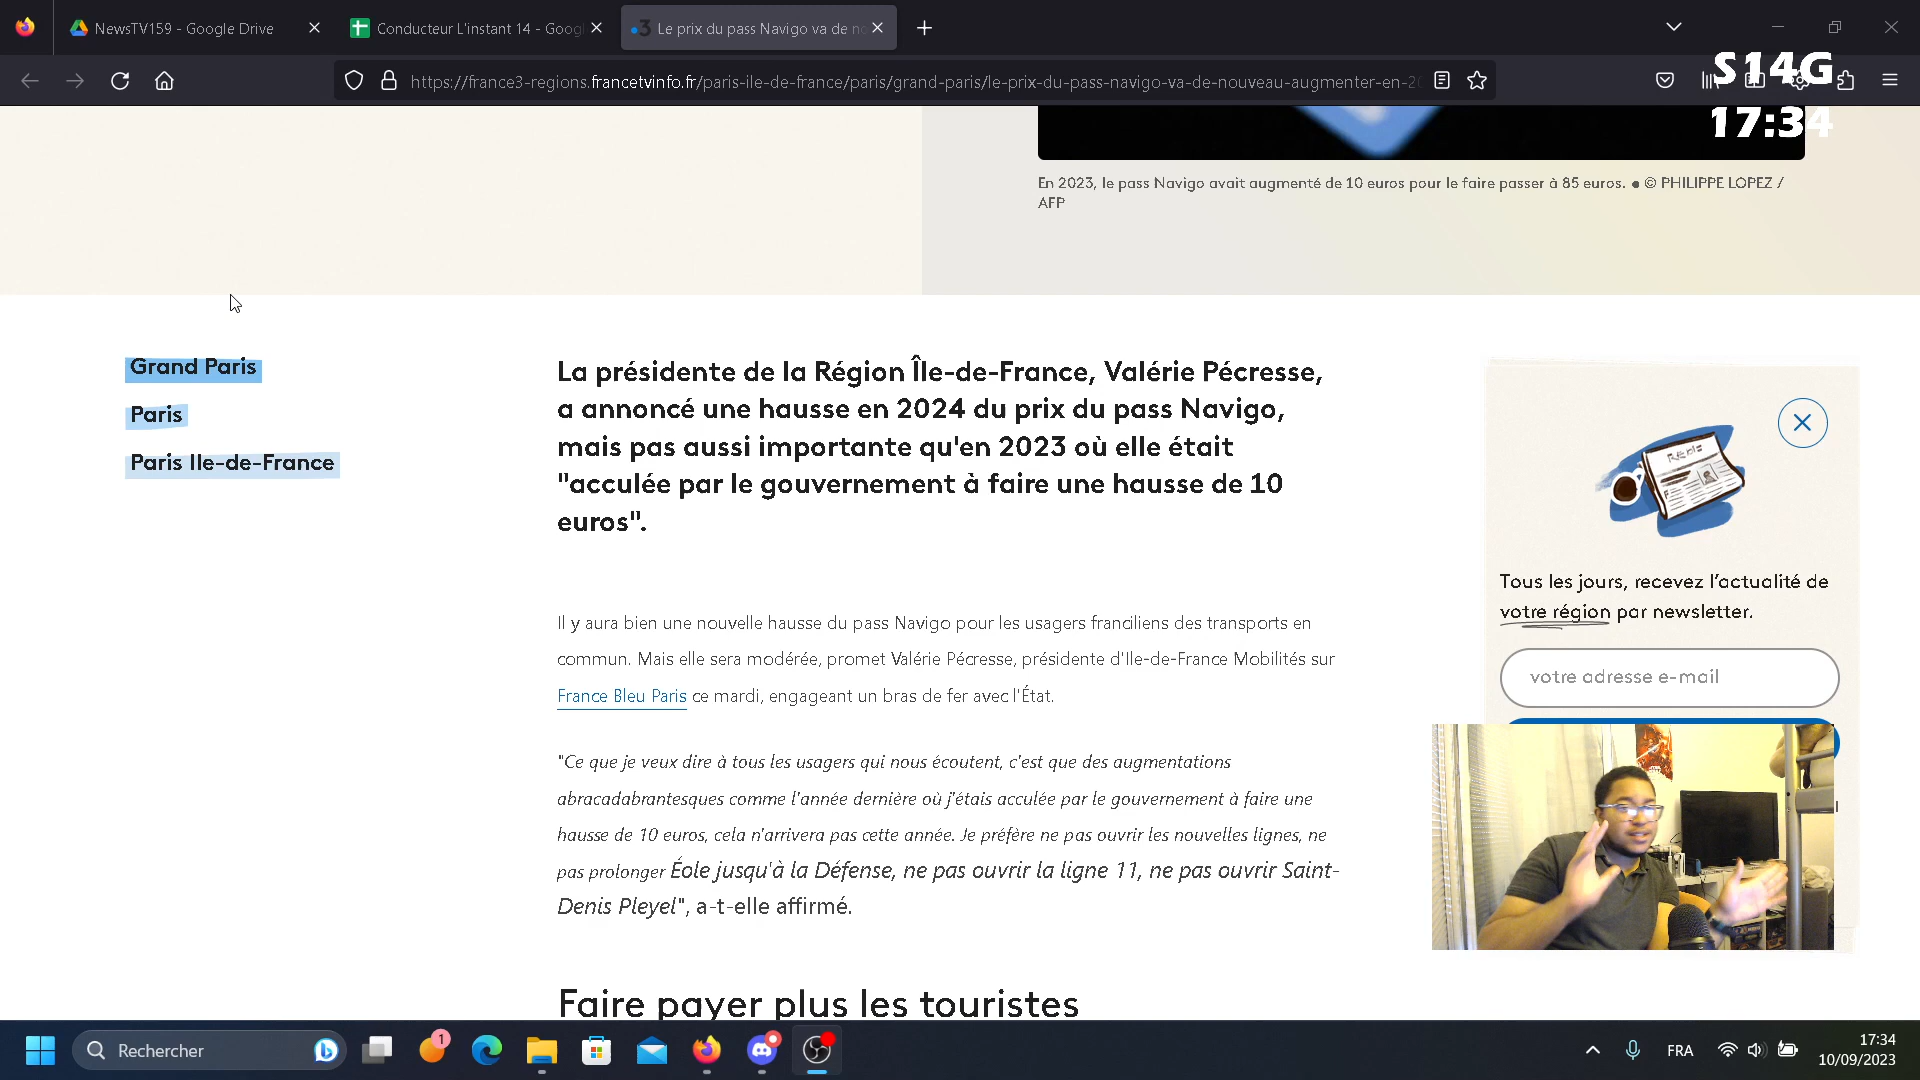 NewsTV159 - Google Drive
Conducteur L'instant 14 - Goog
Le prix du pass Navigo va de no
https://france3-regions.francetvinfo.fr/paris-ile-de-france/paris/grand-paris/le-prix-du-pass-navigo-va-de-nouveau-augmenter-en-20
S14G
17:34
En 2023, le pass Navigo avait augmenté de 10 euros pour le faire passer à 85 euros. • © PHILIPPE LOPEZ /
AFP
Grand Paris
Paris
Paris Ile-de-France
La présidente de la Région Île-de-France, Valérie Pécresse,
a annoncé une hausse en 2024 du prix du pass Navigo,
mais pas aussi importante qu'en 2023 où elle était
"acculée par le gouvernement à faire une hausse de 10
euros".
Il y aura bien une nouvelle hausse du pass Navigo pour les usagers franciliens des transports en
commun. Mais elle sera modérée, promet Valérie Pécresse, présidente d'Ile-de-France Mobilités sur
France Bleu Paris ce mardi, engageant un bras de fer avec l'État.
"Ce que je veux dire à tous les usagers qui nous écoutent, c'est que des augmentations
abracadabrantesques comme l'année dernière où j'étais acculée par le gouvernement à faire une
hausse de 10 euros, cela n'arrivera pas cette année. Je préfère ne pas ouvrir les nouvelles lignes, ne
pas prolonger Éole jusqu'à la Défense, ne pas ouvrir la ligne 11, ne pas ouvrir Saint-
Denis Pleyel", a-t-elle affirmé.
Faire payer plus les touristes
Tous les jours, recevez l'actualité de
votre région par newsletter.
votre adresse e-mail
Rechercher
1
FRA
17:34
10/09/2023